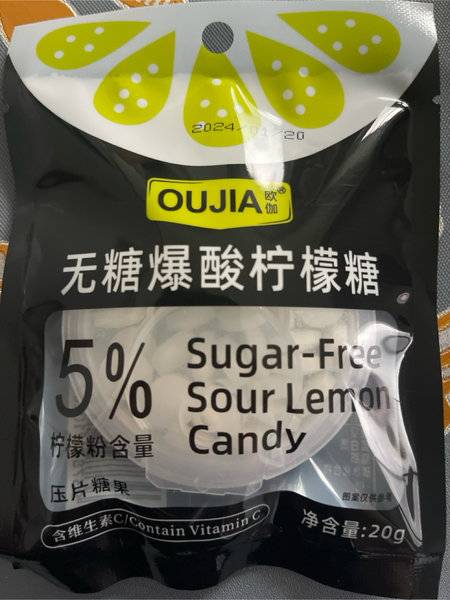 2024/01/20
OUJIA 欧伽®
无糖爆酸柠檬糖
5%
柠檬粉含量
压片糖果
Sugar-Free
Sour Lemon
Candy
图案仅供参考
含维生素C/Contain Vitamin C
净含量:20g